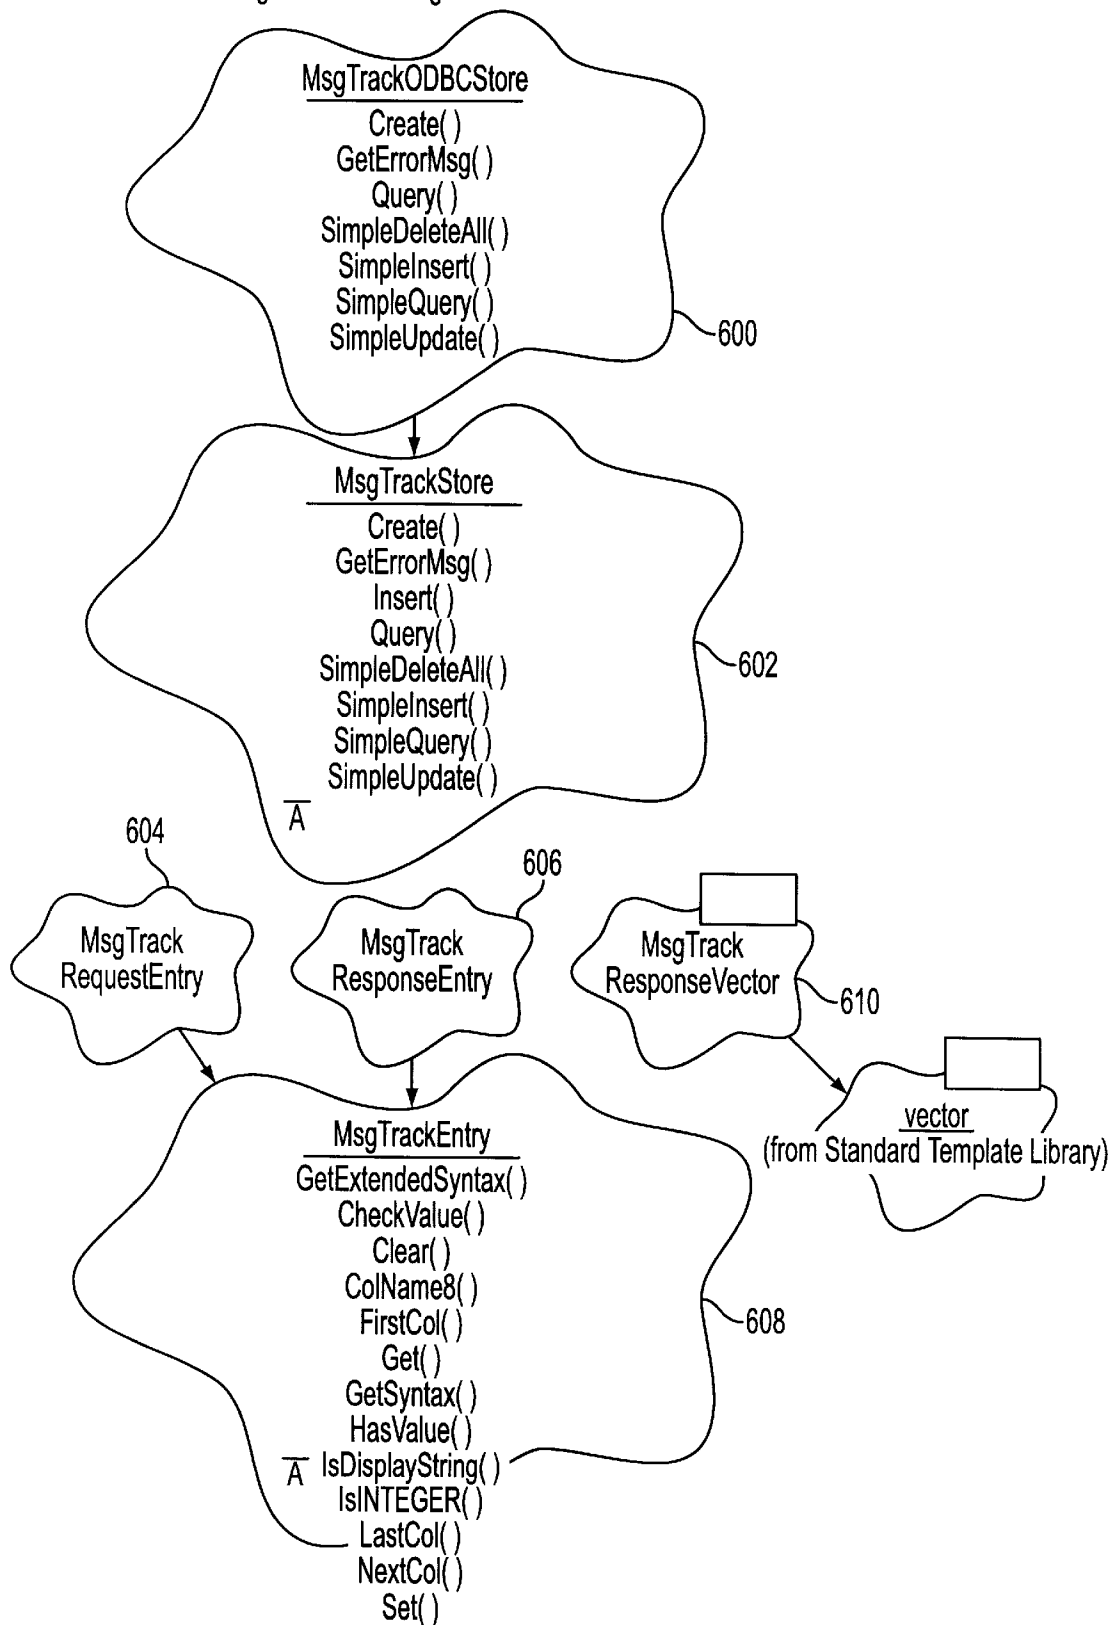 MsgTrackODBCStore
Create( )
GetErrorMsg( )
Query( )
SimpleDeleteAll( )
SimpleInsert( )
SimpleQuery( )
SimpleUpdate( )
600
MsgTrackStore
Create( )
GetErrorMsg( )
Insert( )
Query( )
SimpleDeleteAll( )
SimpleInsert( )
SimpleQuery( )
SimpleUpdate( )
A
602
604
MsgTrack
RequestEntry
606
MsgTrack
ResponseEntry
MsgTrack
ResponseVector
610
vector
(from Standard Template Library)
MsgTrackEntry
GetExtendedSyntax( )
CheckValue( )
Clear( )
ColName8( )
FirstCol( )
Get( )
GetSyntax( )
HasValue( )
A IsDisplayString( )
IsINTEGER( )
LastCol( )
NextCol( )
Set( )
608